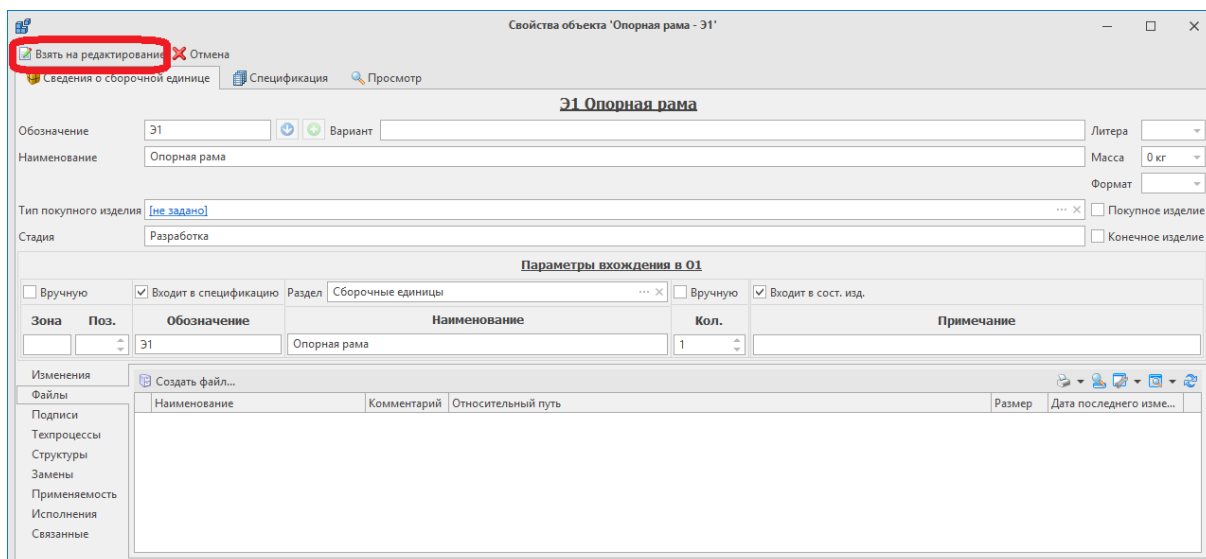 Свойства объекта 'Опорная рама - Э1'
Взять на редактирование Отмена
Сведения о сборочной единице Спецификация Просмотр
Э1 Опорная рама
Обозначение Э1 Вариант Литера
Наименование Опорная рама Масса 0 кг
Формат
Тип покупного изделия [не задано] ... Покупное изделие
Стадия Разработка Конечное изделие
Параметры вхождения в О1
Вручную Входит в спецификацию Раздел Сборочные единицы ... Вручную Входит в сост. изд.
Зона Поз. Обозначение Наименование Кол. Примечание
Э1 Опорная рама 1
Изменения
Файлы
Подписи
Техпроцессы
Структуры
Замены
Применяемость
Исполнения
Связанные
Создать файл...
Наименование Комментарий Относительный путь Размер Дата последнего изме...